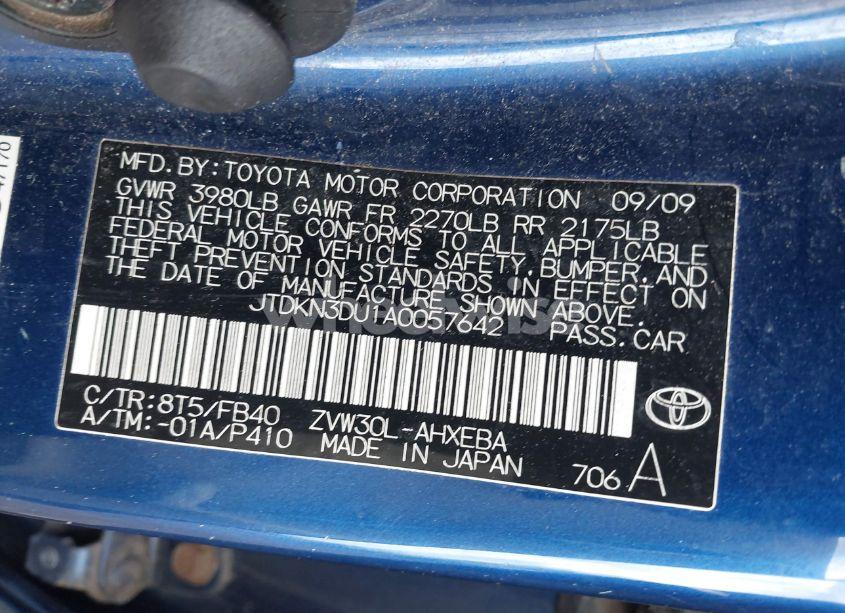 MFD. BY: TOYOTA MOTOR CORPORATION 09/09
GVWR 3980LB GAWR FR 2270LB RR 2175LB
THIS VEHICLE CONFORMS TO ALL APPLICABLE
FEDERAL MOTOR VEHICLE SAFETY, BUMPER, AND
THEFT PREVENTION STANDARDS IN EFFECT ON
THE DATE OF MANUFACTURE SHOWN ABOVE.
JTDKN3DU1A0057642 PASS. CAR
C/TR: 8T5/FB40 ZVW30L-AHXEBA
A/TM: -01A/P410 MADE IN JAPAN
706 A